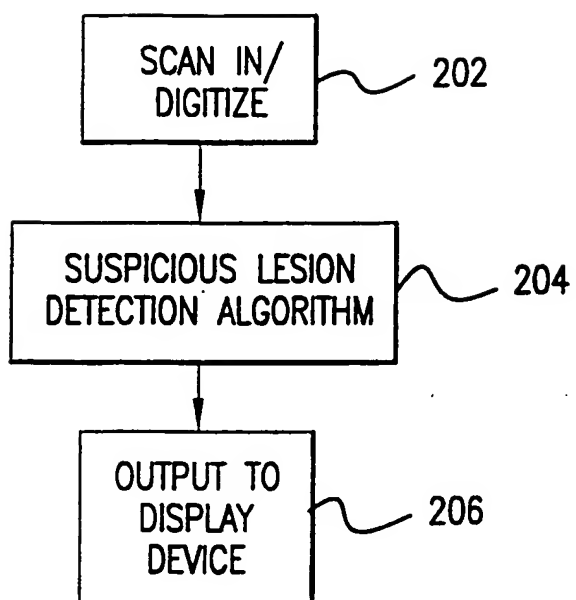 SCAN IN/
DIGITIZE
202
SUSPICIOUS LESION
DETECTION ALGORITHM
204
OUTPUT TO
DISPLAY
DEVICE
206